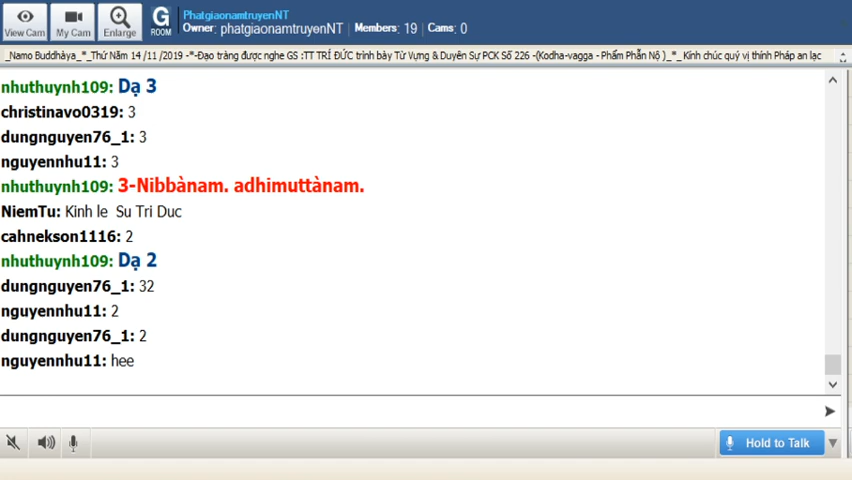 PhatgiaonamtruyenNT
View Cam
My Cam
Enlarge
G ROOM
Owner: phatgiaonamtruyenNT | Members: 19 | Cams: 0
_Namo Buddhàya_*_Thứ Năm 14 /11 /2019 -*-Đạo tràng được nghe GS :TT TRÍ ĐỨC trình bày Từ Vựng & Duyên Sự PCK Số 226 -(Kodha-vagga - Phẩm Phẫn Nộ )_*_ Kính chúc quý vị thính Pháp an lạc
nhuthuynh109: Dạ 3
christinavo0319: 3
dungnguyen76_1: 3
nguyennhu11: 3
nhuthuynh109: 3-Nibbànam. adhimuttànam.
NiemTu: Kinh le Su Tri Duc
cahnekson1116: 2
nhuthuynh109: Dạ 2
dungnguyen76_1: 32
nguyennhu11: 2
dungnguyen76_1: 2
nguyennhu11: hee
Hold to Talk